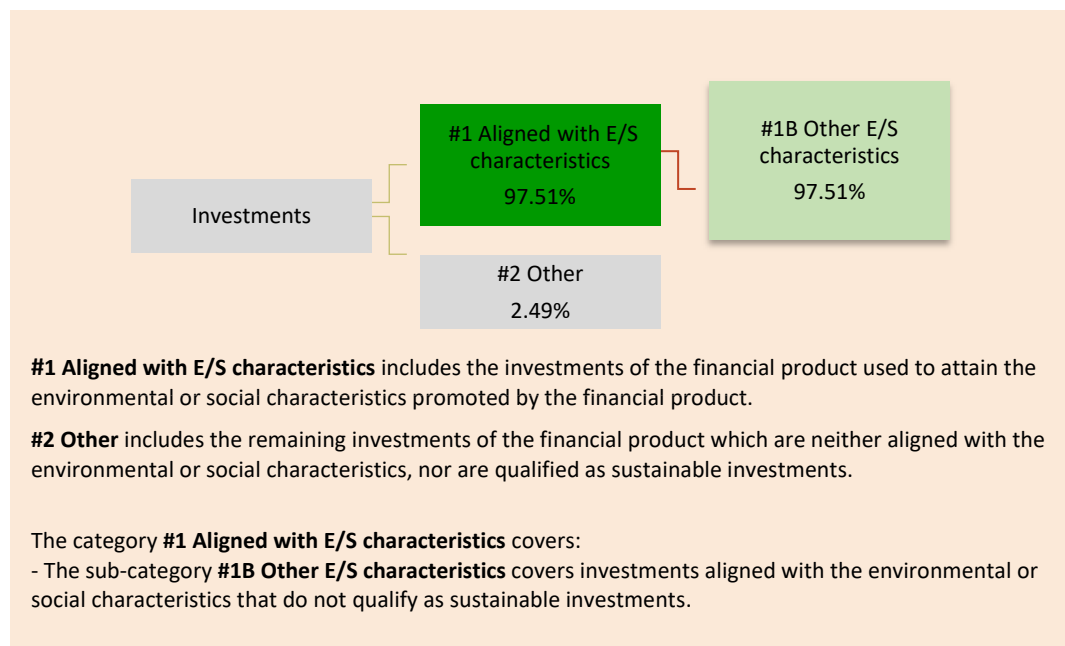 Investments
#1 Aligned with E/S
characteristics
97.51%
#1B Other E/S
characteristics
97.51%
#2 Other
2.49%
#1 Aligned with E/S characteristics includes the investments of the financial product used to attain the
environmental or social characteristics promoted by the financial product.
#2 Other includes the remaining investments of the financial product which are neither aligned with the
environmental or social characteristics, nor are qualified as sustainable investments.
The category #1 Aligned with E/S characteristics covers:
- The sub-category #1B Other E/S characteristics covers investments aligned with the environmental or
social characteristics that do not qualify as sustainable investments.